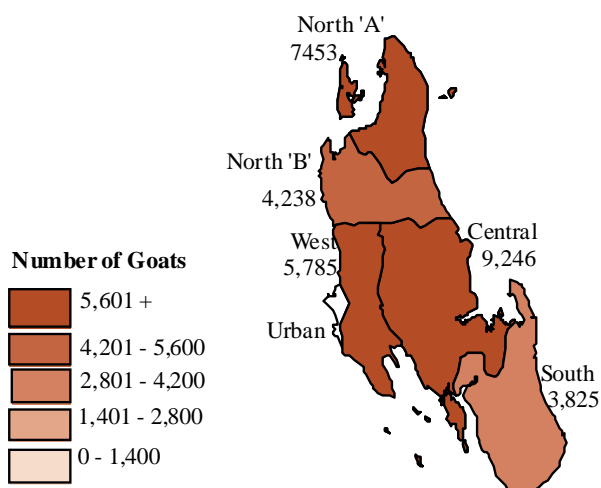 North 'A'
7453
North 'B'
4,238
West
5,785
Central
9,246
Urban
South
3,825
Number of Goats
5,601 +
4,201 - 5,600
2,801 - 4,200
1,401 - 2,800
0 - 1,400